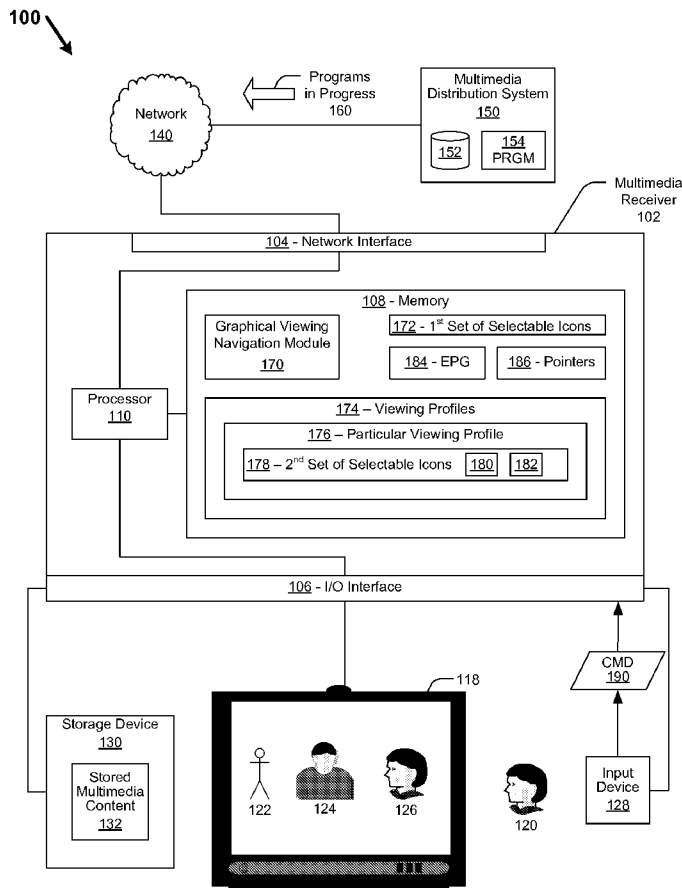 100
Network
140
Programs
in Progress
160
Multimedia
Distribution System
150
152
154
PRGM
Multimedia
Receiver
102
104 - Network Interface
108 - Memory
Graphical Viewing
Navigation Module
170
172 - 1st Set of Selectable Icons
184 - EPG
186 - Pointers
Processor
110
174 – Viewing Profiles
176 – Particular Viewing Profile
178 – 2nd Set of Selectable Icons
180
182
106 - I/O Interface
118
CMD
190
Storage Device
130
Stored
Multimedia
Content
132
122
124
126
120
Input
Device
128